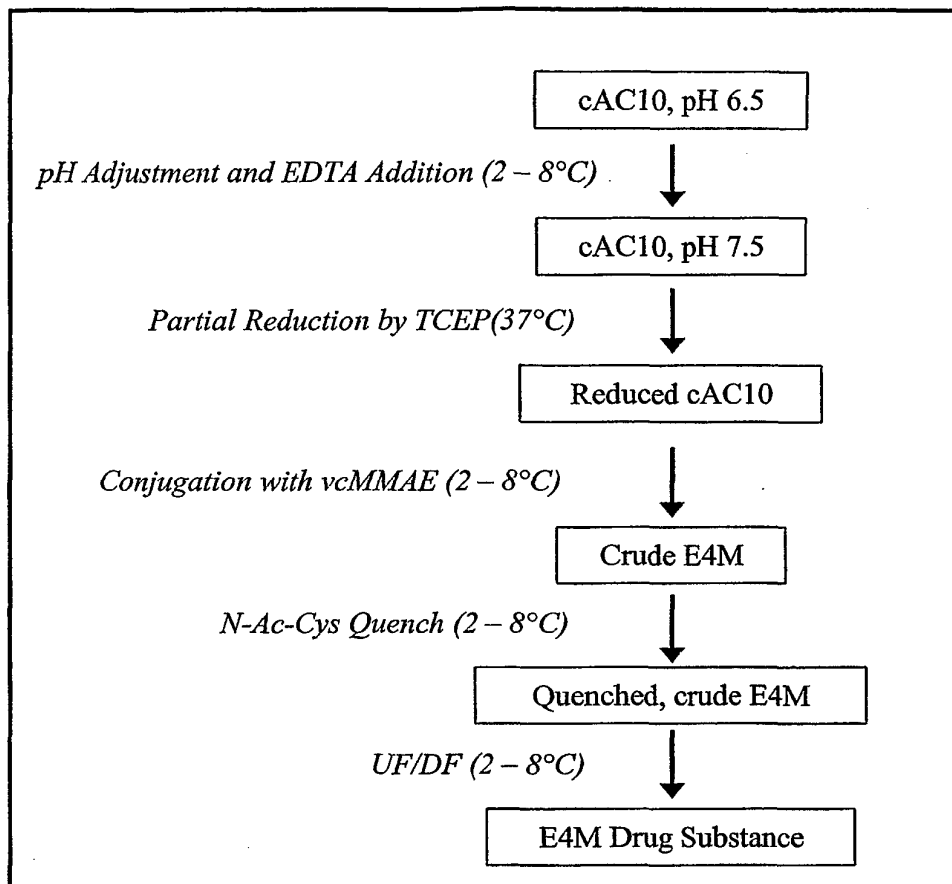 cAC10, pH 6.5
pH Adjustment and EDTA Addition (2 – 8°C)
cAC10, pH 7.5
Partial Reduction by TCEP(37°C)
Reduced cAC10
Conjugation with vcMMAE (2 – 8°C)
Crude E4M
N-Ac-Cys Quench (2 – 8°C)
Quenched, crude E4M
UF/DF (2 – 8°C)
E4M Drug Substance